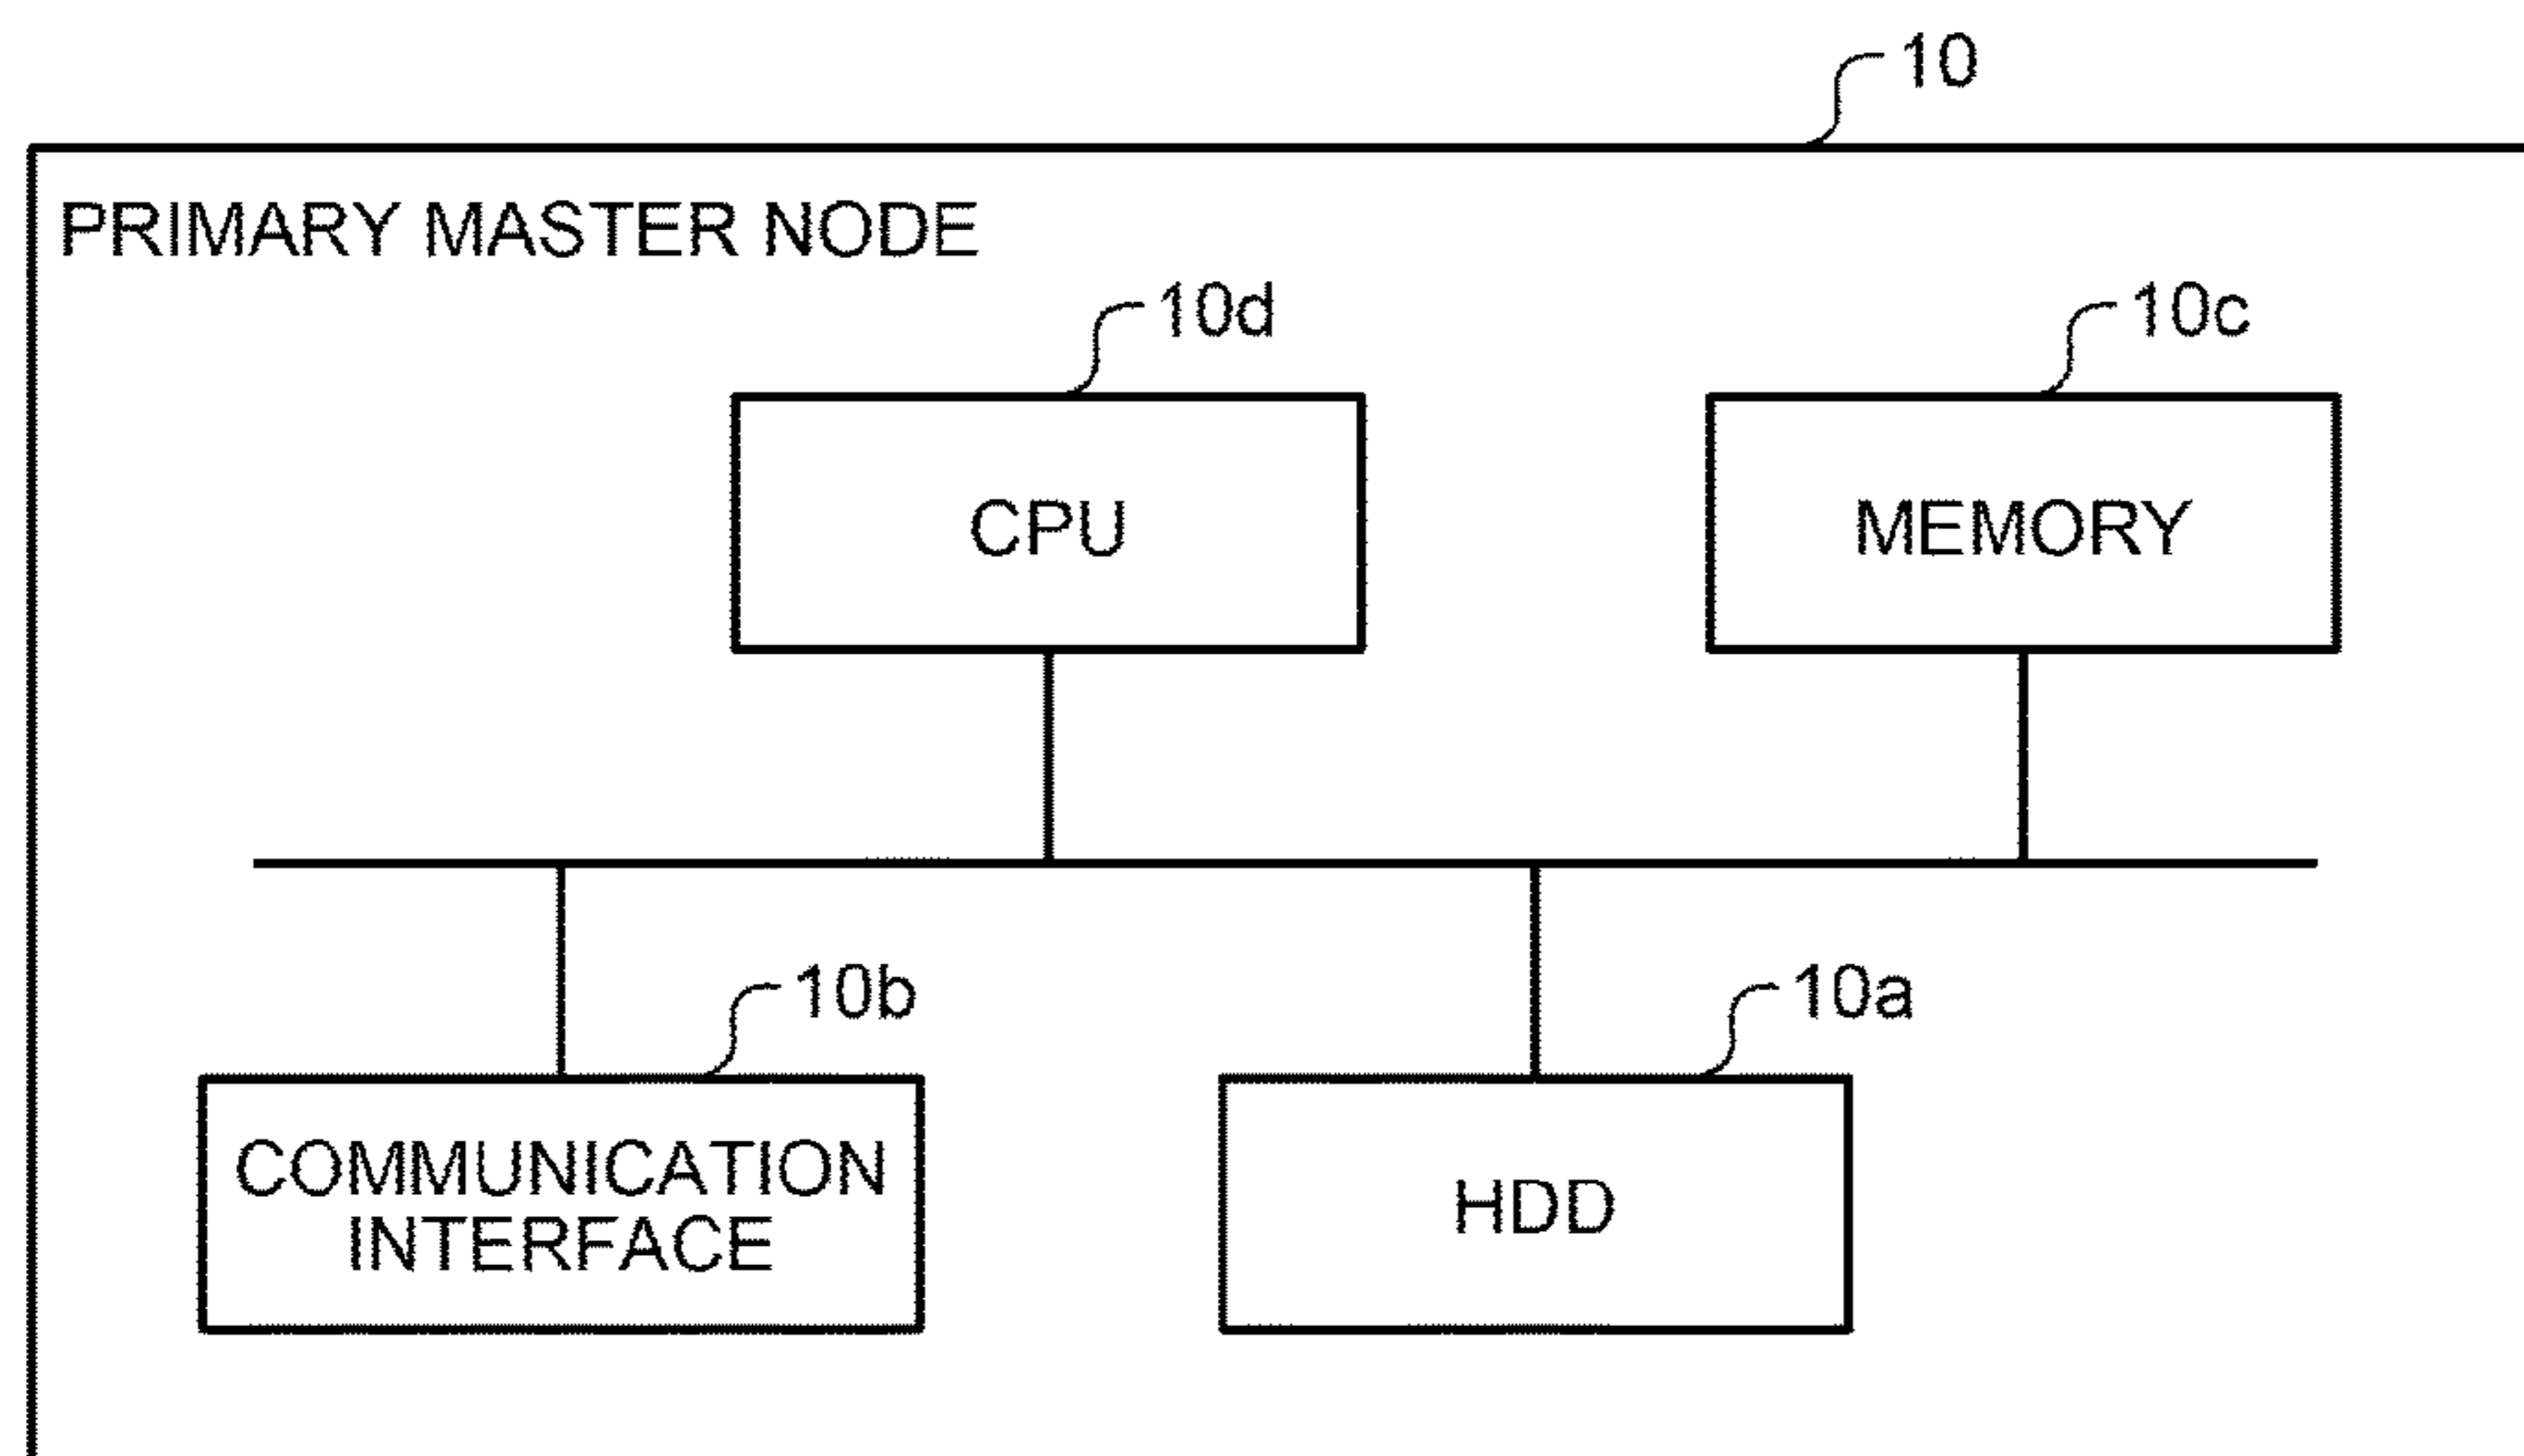 10
PRIMARY MASTER NODE
10d
10c
CPU
MEMORY
10b
10a
COMMUNICATION
INTERFACE
HDD